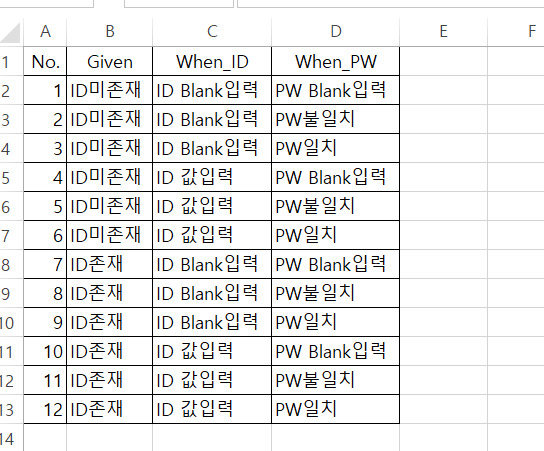 A B C D E F
1 No. Given When_ID When_PW
2 1 ID미존재 ID Blank입력 PW Blank입력
3 2 ID미존재 ID Blank입력 PW불일치
4 3 ID미존재 ID Blank입력 PW일치
5 4 ID미존재 ID 값입력 PW Blank입력
6 5 ID미존재 ID 값입력 PW불일치
7 6 ID미존재 ID 값입력 PW일치
8 7 ID존재 ID Blank입력 PW Blank입력
9 8 ID존재 ID Blank입력 PW불일치
10 9 ID존재 ID Blank입력 PW일치
11 10 ID존재 ID 값입력 PW Blank입력
12 11 ID존재 ID 값입력 PW불일치
13 12 ID존재 ID 값입력 PW일치
14